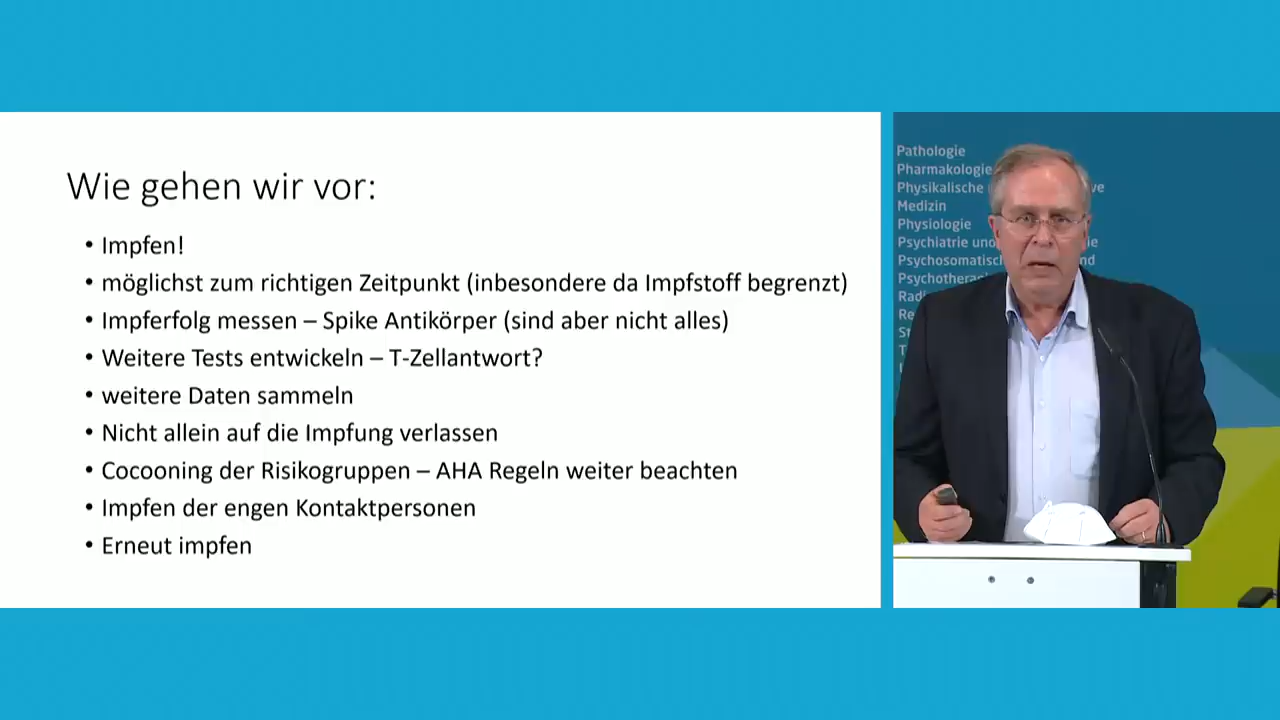 Wie gehen wir vor:
• Impfen!
• möglichst zum richtigen Zeitpunkt (inbesondere da Impfstoff begrenzt)
• Impferfolg messen – Spike Antikörper (sind aber nicht alles)
• Weitere Tests entwickeln – T-Zellantwort?
• weitere Daten sammeln
• Nicht allein auf die Impfung verlassen
• Cocooning der Risikogruppen – AHA Regeln weiter beachten
• Impfen der engen Kontaktpersonen
• Erneut impfen
Pathologie
Pharmakologie
Physikalische
Medizin
Physiologie
Psychiatrie